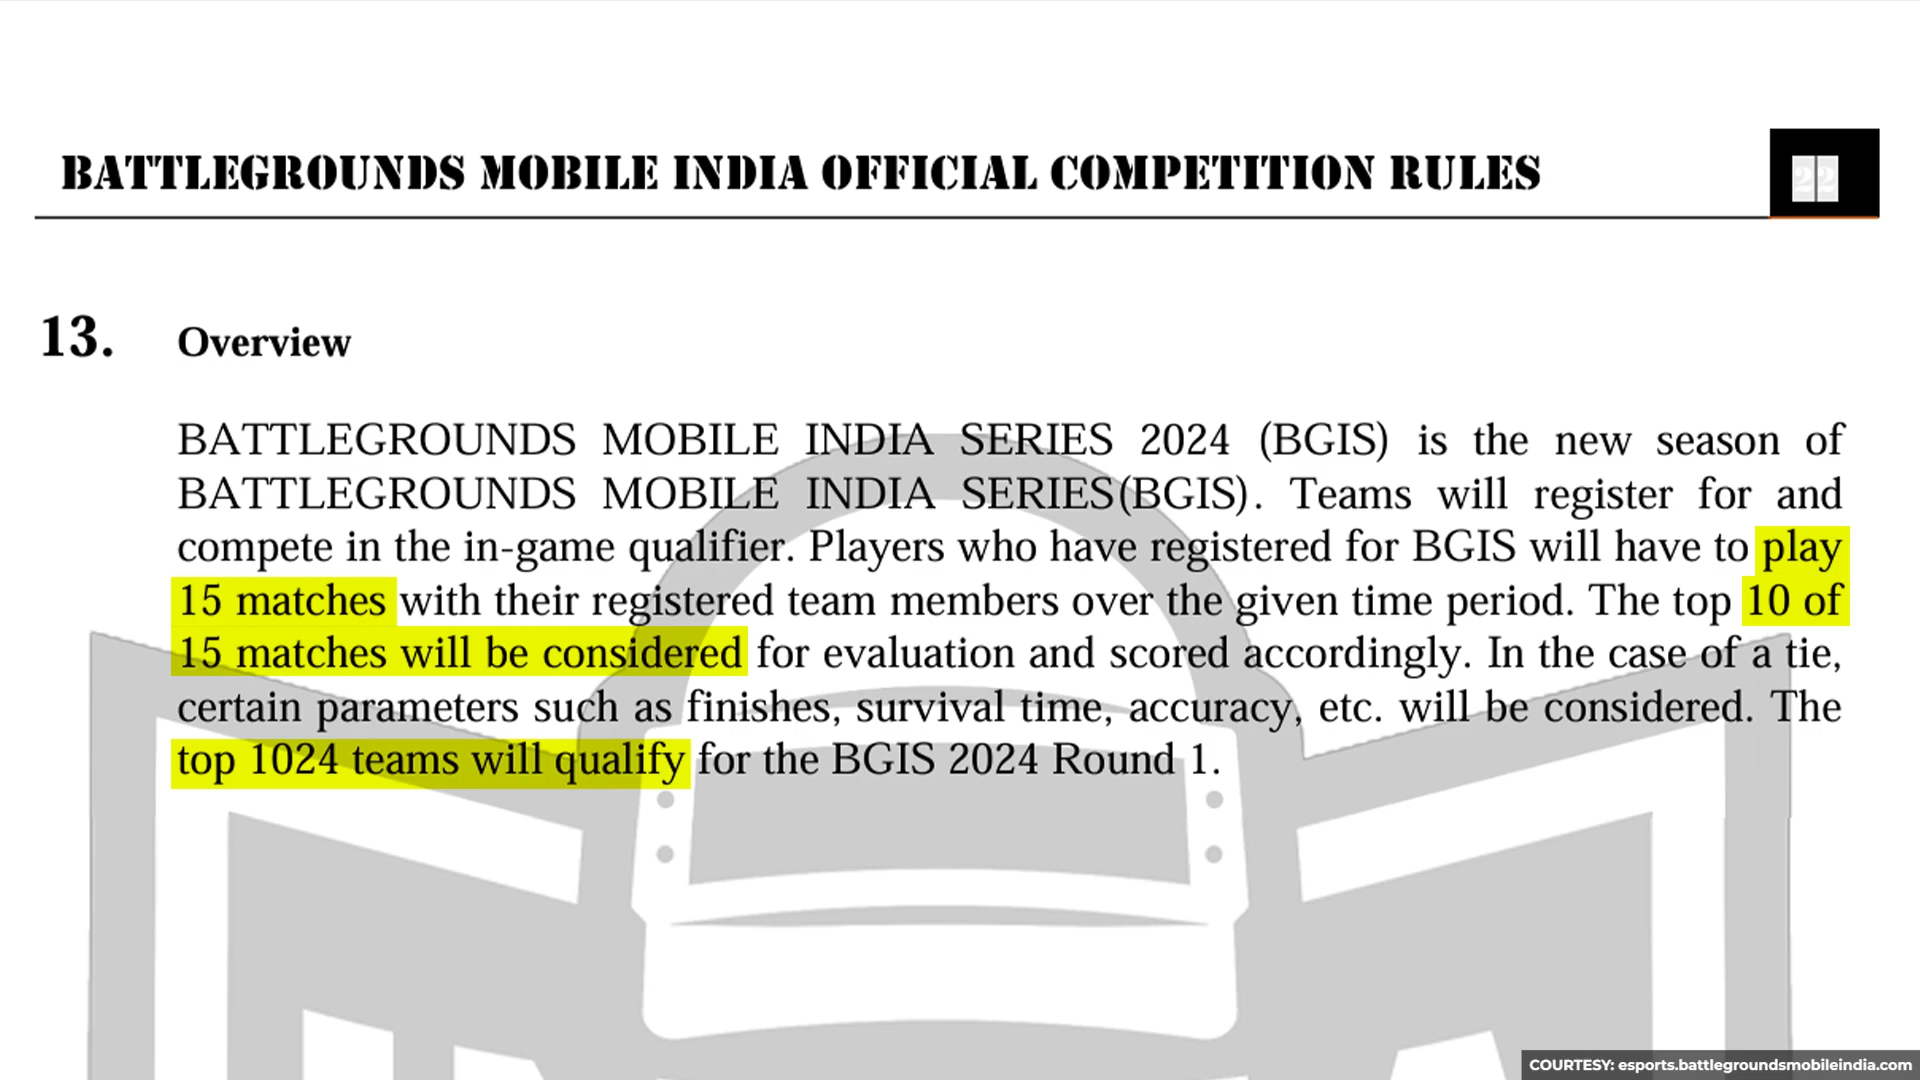 BATTLEGROUNDS MOBILE INDIA OFFICIAL COMPETITION RULES
22
13. Overview
BATTLEGROUNDS MOBILE INDIA SERIES 2024 (BGIS) is the new season of
BATTLEGROUNDS MOBILE INDIA SERIES(BGIS). Teams will register for and
compete in the in-game qualifier. Players who have registered for BGIS will have to play
15 matches with their registered team members over the given time period. The top 10 of
15 matches will be considered for evaluation and scored accordingly. In the case of a tie,
certain parameters such as finishes, survival time, accuracy, etc. will be considered. The
top 1024 teams will qualify for the BGIS 2024 Round 1.
COURTESY: esports.battlegroundsmobileindia.com